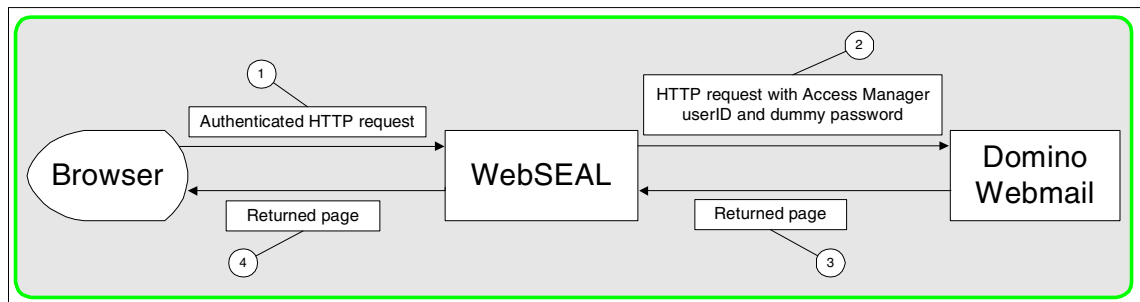 1
2
Authenticated HTTP request
HTTP request with Access Manager
userID and dummy password
Browser
WebSEAL
Domino
Webmail
Returned page
Returned page
4
3